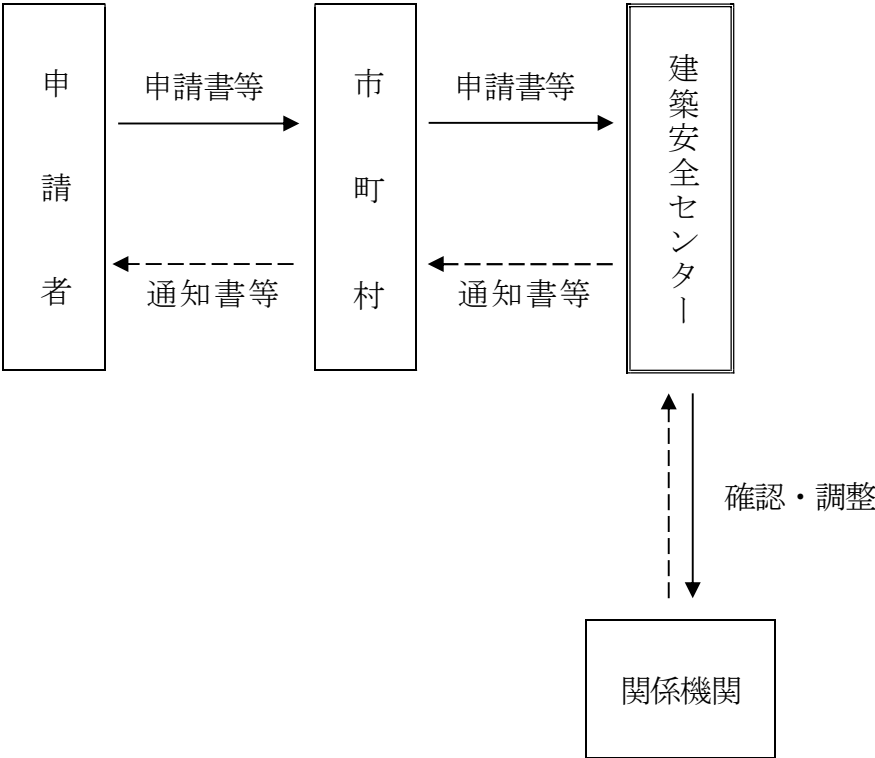 申請者
申請書等
通知書等
市町村
申請書等
通知書等
建築安全センター
確認・調整
関係機関